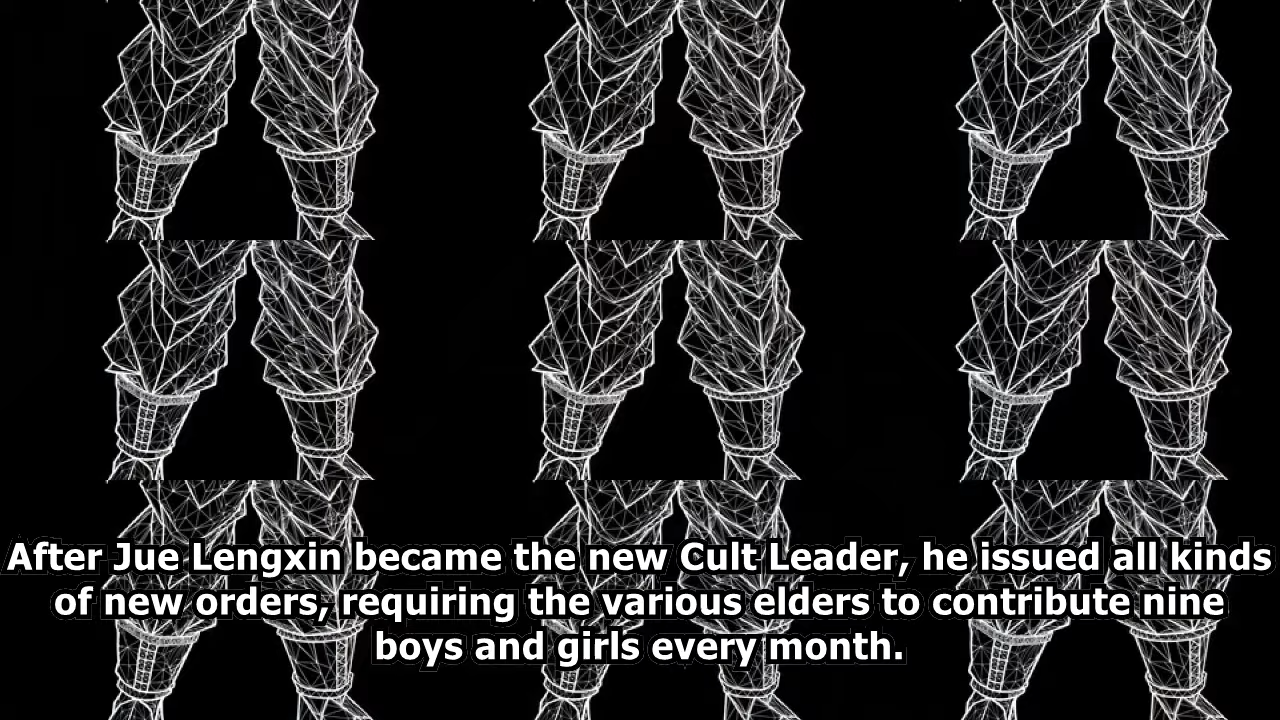 After Jue Lengxin became the new Cult Leader, he issued all kinds
of new orders, requiring the various elders to contribute nine
boys and girls every month.